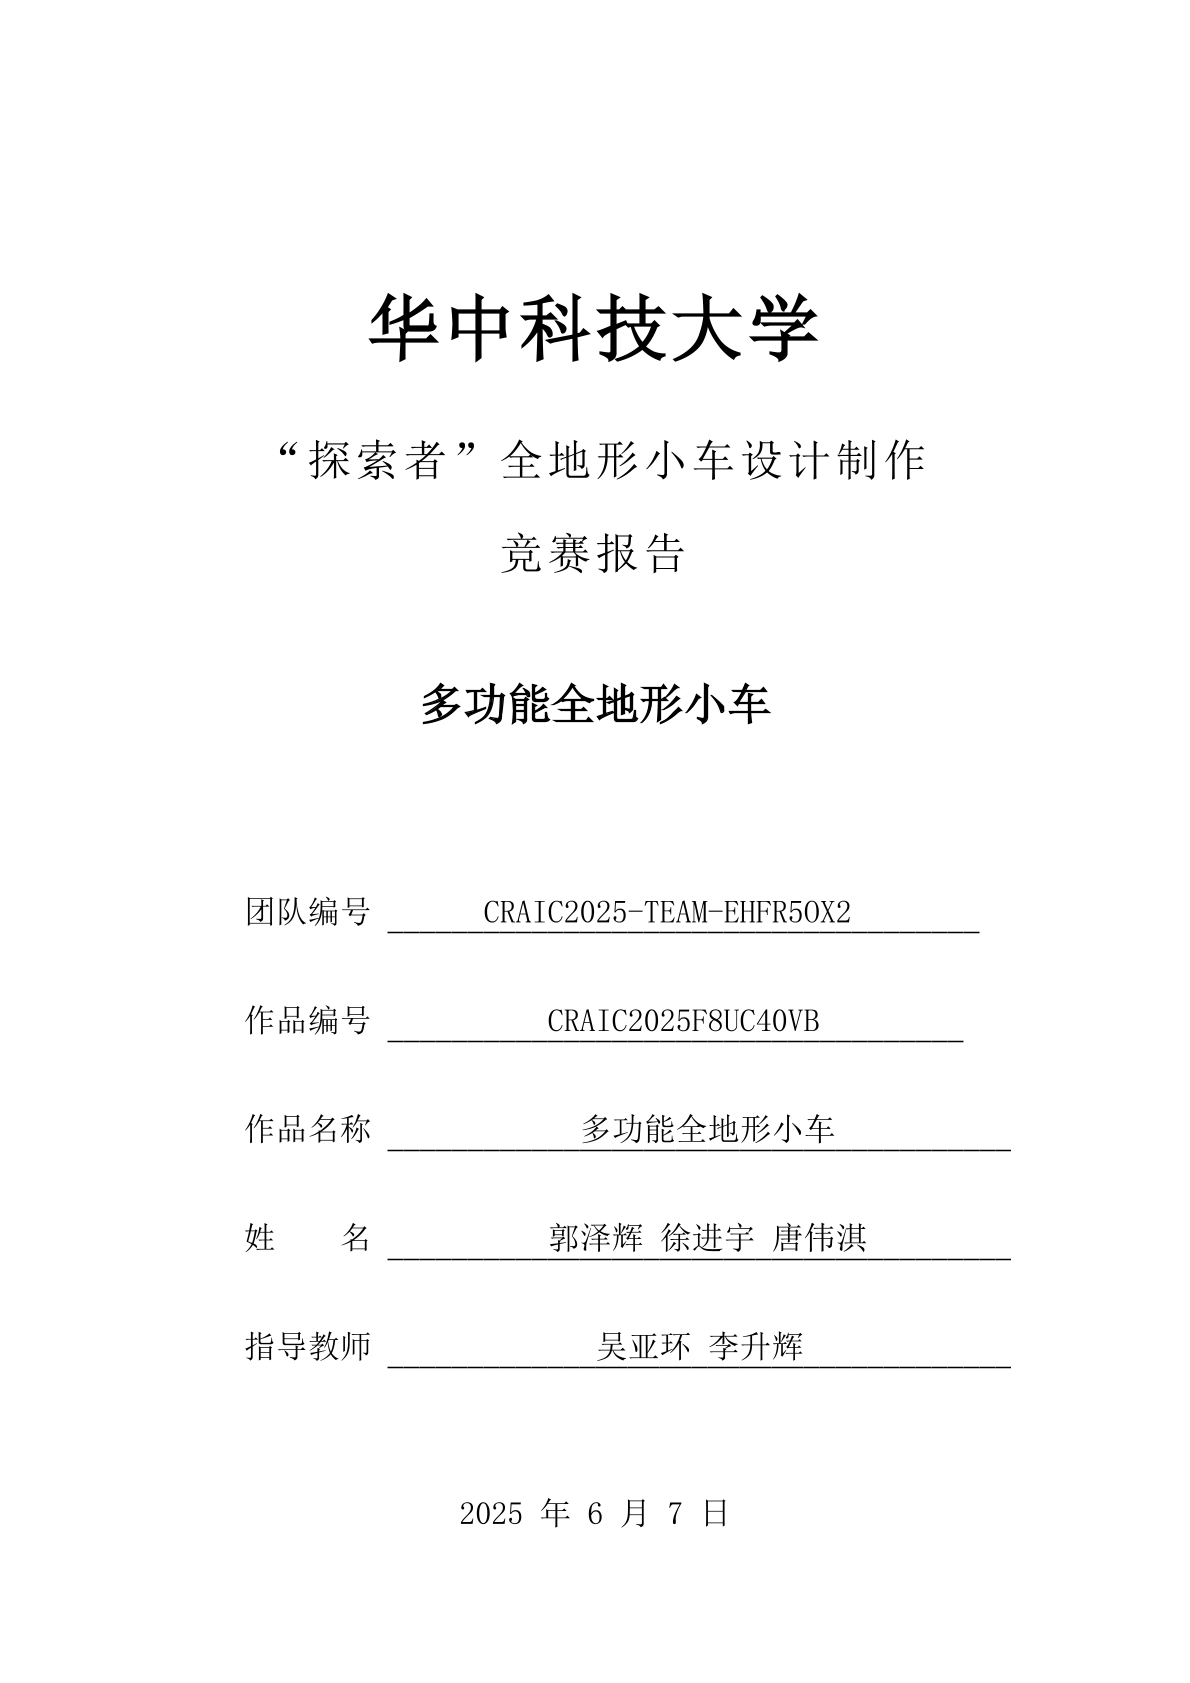 华中科技大学
“探索者”全地形小车设计制作
竞赛报告
多功能全地形小车
团队编号 CRAIC2025-TEAM-EHFR5OX2
作品编号 CRAIC2025F8UC40VB
作品名称 多功能全地形小车
姓 名 郭泽辉 徐进宇 唐伟淇
指导教师 吴亚环 李升辉
2025 年 6 月 7 日